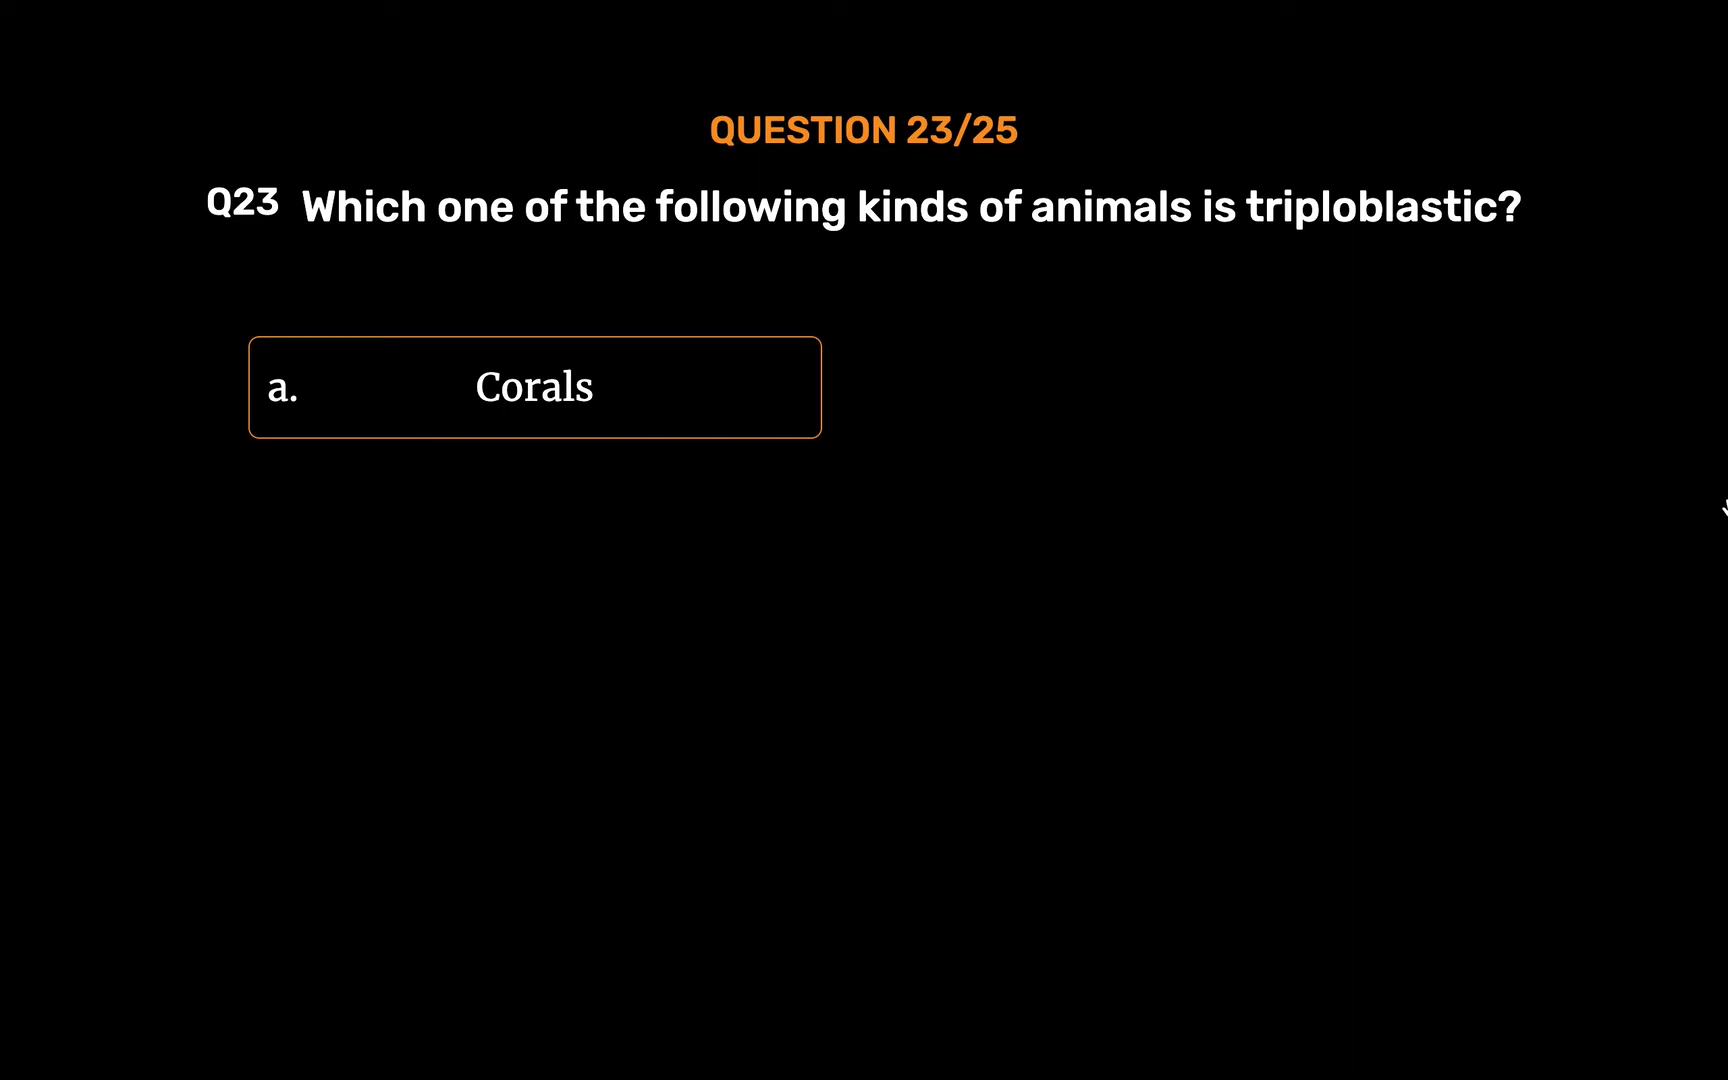 QUESTION 23/25
Q23 Which one of the following kinds of animals is triploblastic?
a. Corals